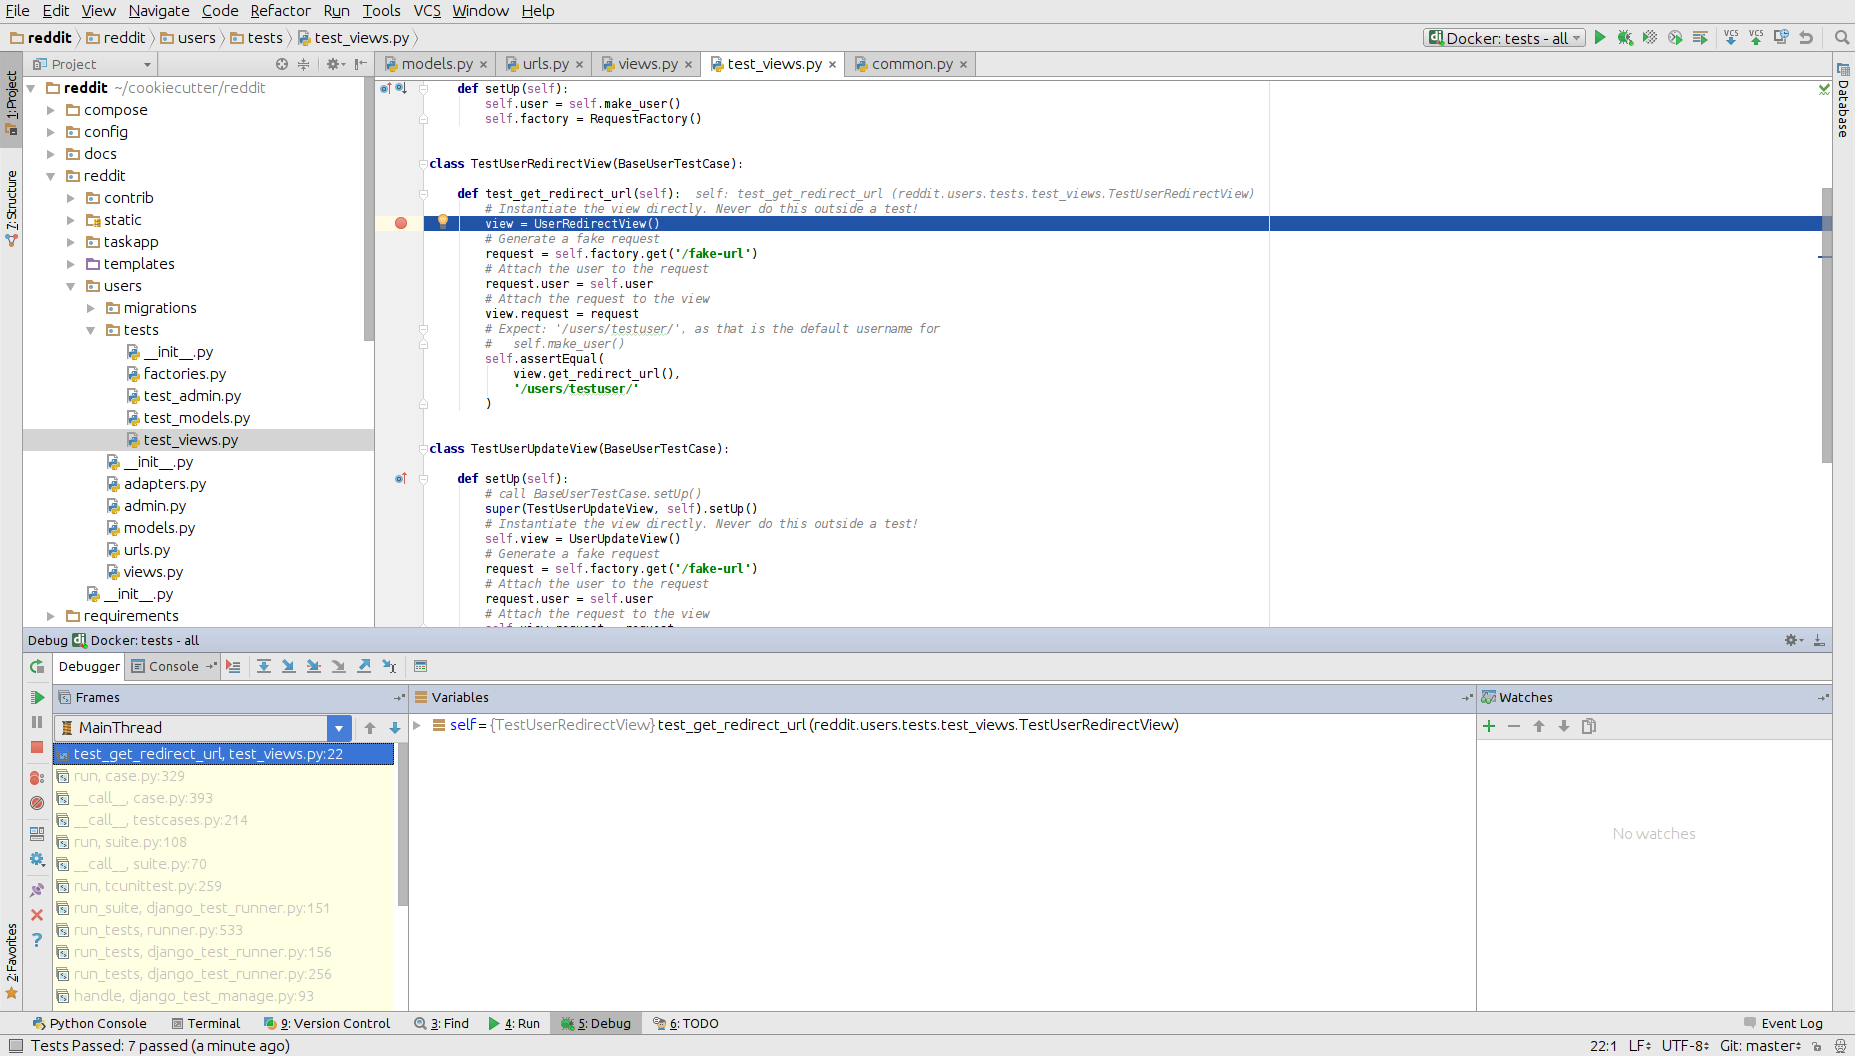 File Edit View Navigate Code Refactor Run Tools VCS Window Help
reddit reddit users tests test_views.py
Docker: tests - all
VCS VCS
1: Project
7: Structure
2: Favorites
Project
reddit ~/cookiecutter/reddit
compose
config
docs
reddit
contrib
static
taskapp
templates
users
migrations
tests
__init__.py
factories.py
test_admin.py
test_models.py
test_views.py
__init__.py
adapters.py
admin.py
models.py
urls.py
views.py
__init__.py
requirements
models.py urls.py views.py test_views.py common.py
def setUp(self):
self.user = self.make_user()
self.factory = RequestFactory()
class TestUserRedirectView(BaseUserTestCase):
def test_get_redirect_url(self): self: test_get_redirect_url (reddit.users.tests.test_views.TestUserRedirectView)
# Instantiate the view directly. Never do this outside a test!
view = UserRedirectView()
# Generate a fake request
request = self.factory.get('/fake-url')
# Attach the user to the request
request.user = self.user
# Attach the request to the view
view.request = request
# Expect: '/users/testuser/', as that is the default username for
#   self.make_user()
self.assertEqual(
view.get_redirect_url(),
'/users/testuser/'
)
class TestUserUpdateView(BaseUserTestCase):
def setUp(self):
# call BaseUserTestCase.setUp()
super(TestUserUpdateView, self).setUp()
# Instantiate the view directly. Never do this outside a test!
self.view = UserUpdateView()
# Generate a fake request
request = self.factory.get('/fake-url')
# Attach the user to the request
request.user = self.user
# Attach the request to the view
self.view.request = request
Database
Debug Docker: tests - all
Debugger Console
Frames
MainThread
test_get_redirect_url, test_views.py:22
run, case.py:329
__call__, case.py:393
__call__, testcases.py:214
run, suite.py:108
__call__, suite.py:70
run, tcunittest.py:259
run_suite, django_test_runner.py:151
run_tests, runner.py:533
run_tests, django_test_runner.py:156
run_tests, django_test_runner.py:256
handle, django_test_manage.py:93
Variables
self = {TestUserRedirectView} test_get_redirect_url (reddit.users.tests.test_views.TestUserRedirectView)
Watches
No watches
Python Console Terminal 9: Version Control 3: Find 4: Run 5: Debug 6: TODO Event Log
Tests Passed: 7 passed (a minute ago) 22:1 LF UTF-8 Git: master